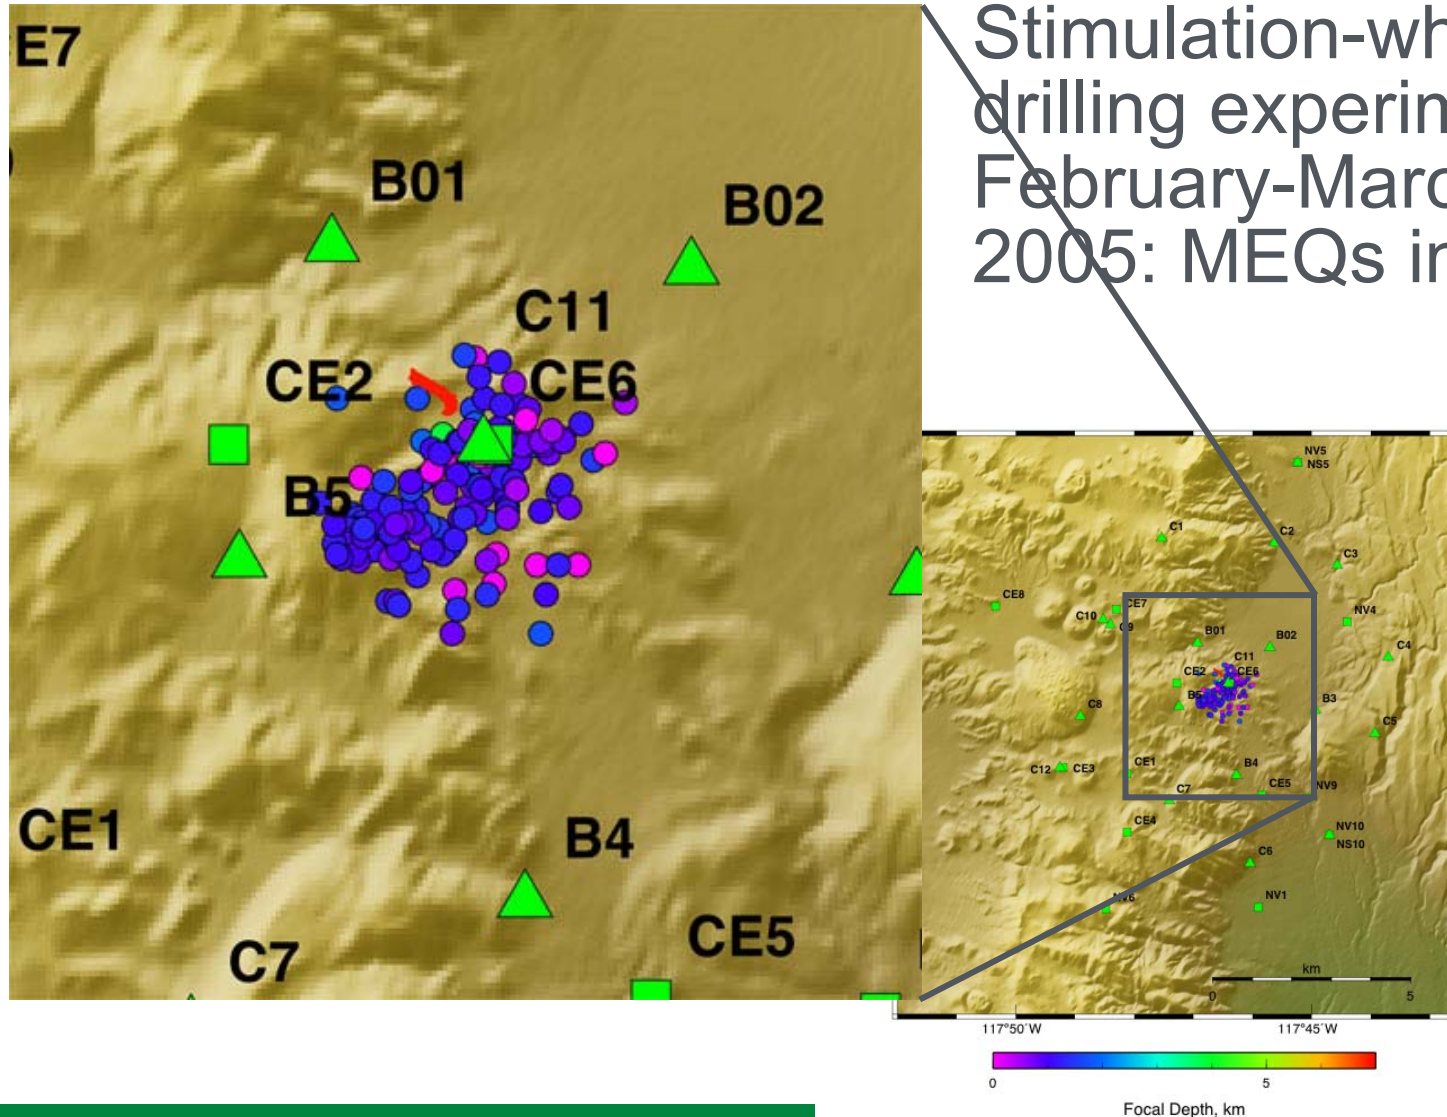 Stimulation-wh
drilling experin
February-Marc
2005: MEQs in
E7
B01
B02
C11
CE2
CE6
B5
CE1
B4
C7
CE5
NV5
NS5
C1
C2
C3
CE8
CE7
C10
C9
NV4
B01
B02
C4
C11
CE2
CE6
B5
B3
C8
C5
C12
CE3
CE1
B4
CE5
NV9
C7
CE4
NV10
NS10
C6
NV6
NV1
km
0
5
117°50'W
117°45'W
0
5
Focal Depth, km